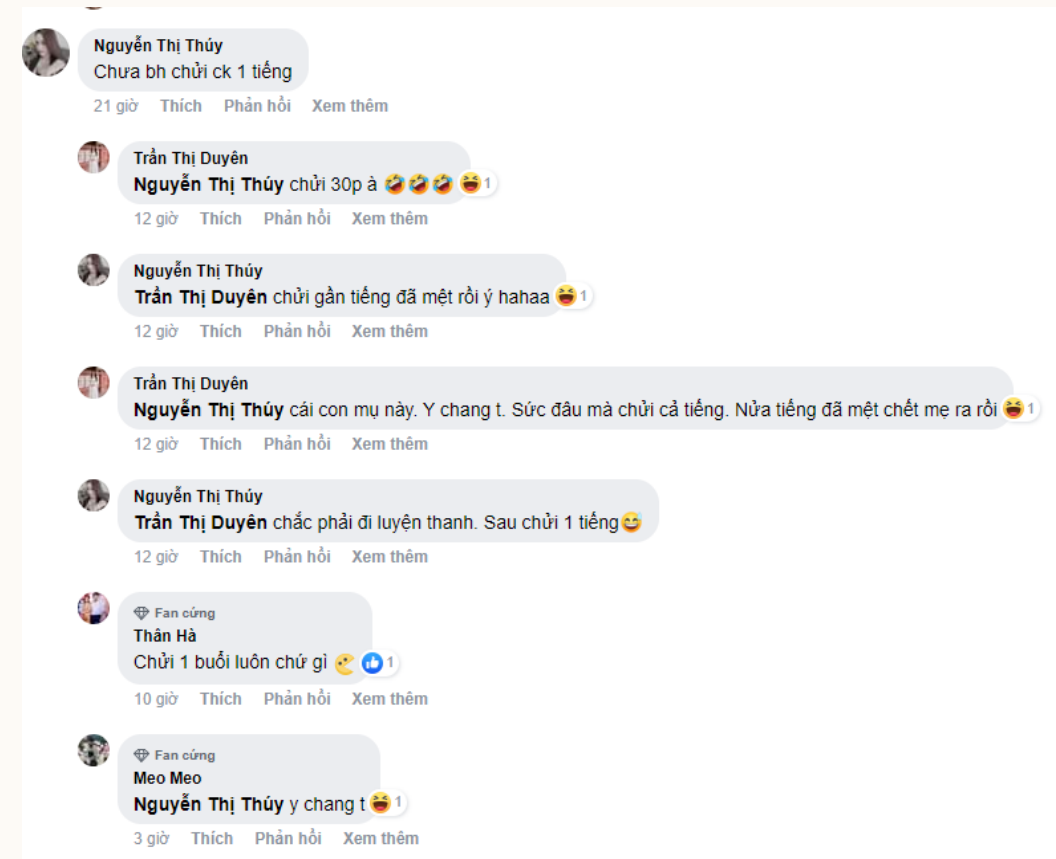 Nguyễn Thị Thúy
Chưa bh chửi ck 1 tiếng
21 giờ Thích Phản hồi Xem thêm
Trần Thị Duyên
Nguyễn Thị Thúy chửi 30p à 🤣🤣🤣 😆 1
12 giờ Thích Phản hồi Xem thêm
Nguyễn Thị Thúy
Trần Thị Duyên chửi gần tiếng đã mệt rồi ý hahaa 😆 1
12 giờ Thích Phản hồi Xem thêm
Trần Thị Duyên
Nguyễn Thị Thúy cái con mụ này. Y chang t. Sức đâu mà chửi cả tiếng. Nửa tiếng đã mệt chết mẹ ra rồi 😆 1
12 giờ Thích Phản hồi Xem thêm
Nguyễn Thị Thúy
Trần Thị Duyên chắc phải đi luyện thanh. Sau chửi 1 tiếng😅
12 giờ Thích Phản hồi Xem thêm
Fan cứng
Thân Hà
Chửi 1 buổi luôn chứ gì 👍 1
10 giờ Thích Phản hồi Xem thêm
Fan cứng
Meo Meo
Nguyễn Thị Thúy y chang t 😆 1
3 giờ Thích Phản hồi Xem thêm